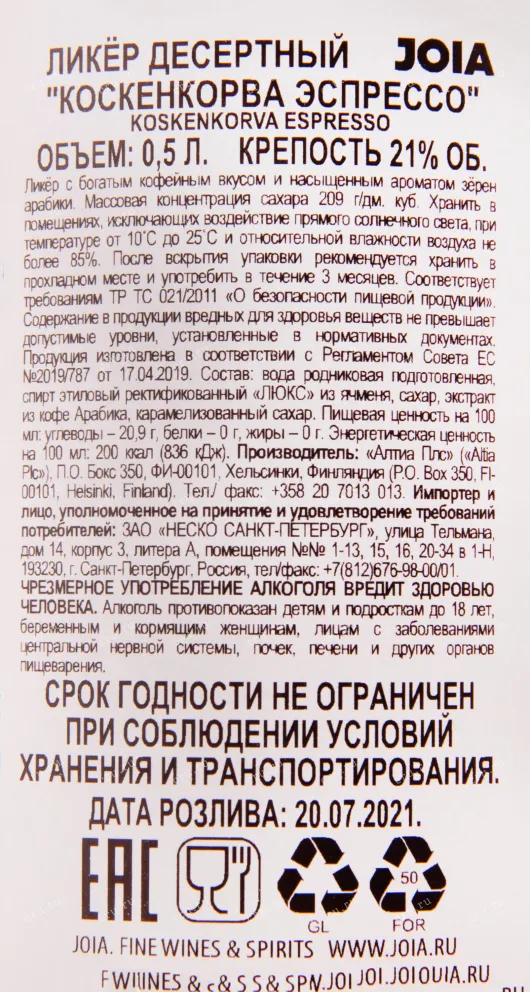 ЛИКЁР ДЕСЕРТНЫЙ JOIA
"КОСКЕНКОРВА ЭСПРЕССО"
KOSKENKORVA ESPRESSO
ОБЪЕМ: 0,5 Л. КРЕПОСТЬ 21% ОБ.
Ликёр с богатым кофейным вкусом и насыщенным ароматом зёрен
арабики. Массовая концентрация сахара 209 г/дм. куб. Хранить в
помещениях, исключающих воздействие прямого солнечного света, при
температуре от 10°С до 25°С и относительной влажности воздуха не
более 85%. После вскрытия упаковки рекомендуется хранить в
прохладном месте и употребить в течение 3 месяцев. Соответствует
требованиям ТР ТС 021/2011 «О безопасности пищевой продукции».
Содержание в продукции вредных для здоровья веществ не превышает
допустимые уровни, установленные в нормативных документах.
Продукция изготовлена в соответствии с Регламентом Совета ЕС
№2019/787 от 17.04.2019. Состав: вода родниковая подготовленная,
спирт этиловый ректификованный «ЛЮКС» из ячменя, сахар, экстракт
из кофе Арабика, карамелизованный сахар. Пищевая ценность на 100
мл: углеводы – 20,9 г, белки – 0 г, жиры – 0 г. Энергетическая ценность
на 100 мл: 200 ккал (836 кДж). Производитель: «Алтиа Плс» («Altia
Plc»), П.О. Бокс 350, ФИ-00101, Хельсинки, Финляндия (P.O. Box 350, FI-
00101, Helsinki, Finland). Тел./ факс: +358 20 7013 013. Импортер и
лицо, уполномоченное на принятие и удовлетворение требований
потребителей: ЗАО «НЕСКО САНКТ-ПЕТЕРБУРГ», улица Тельмана,
дом 14, корпус 3, литера А, помещения №№ 1-13, 15, 16, 20-34 в 1-Н,
193230, г. Санкт-Петербург, Россия, тел/факс: +7(812)676-98-00/01.
ЧРЕЗМЕРНОЕ УПОТРЕБЛЕНИЕ АЛКОГОЛЯ ВРЕДИТ ЗДОРОВЬЮ
ЧЕЛОВЕКА. Алкоголь противопоказан детям и подросткам до 18 лет,
беременным и кормящим женщинам, лицам с заболеваниями
центральной нервной системы, почек, печени и других органов
пищеварения.
СРОК ГОДНОСТИ НЕ ОГРАНИЧЕН
ПРИ СОБЛЮДЕНИИ УСЛОВИЙ
ХРАНЕНИЯ И ТРАНСПОРТИРОВАНИЯ.
ДАТА РОЗЛИВА: 20.07.2021.
EAC 50
GL FOR
JOIA. FINE WINES & SPIRITS WWW.JOIA.RU